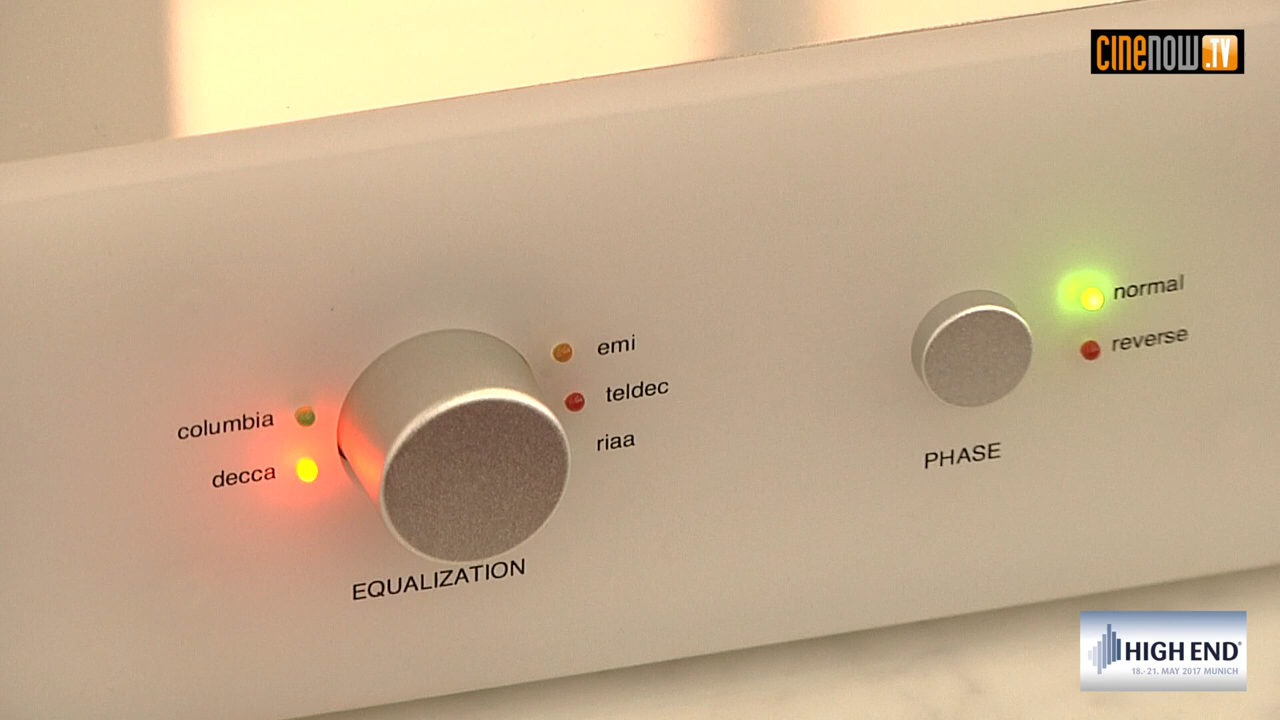 CINENOW.TV
normal
emi
reverse
teldec
columbia
riaa
decca
PHASE
EQUALIZATION
HIGH END®
18.-21. MAY 2017 MUNICH